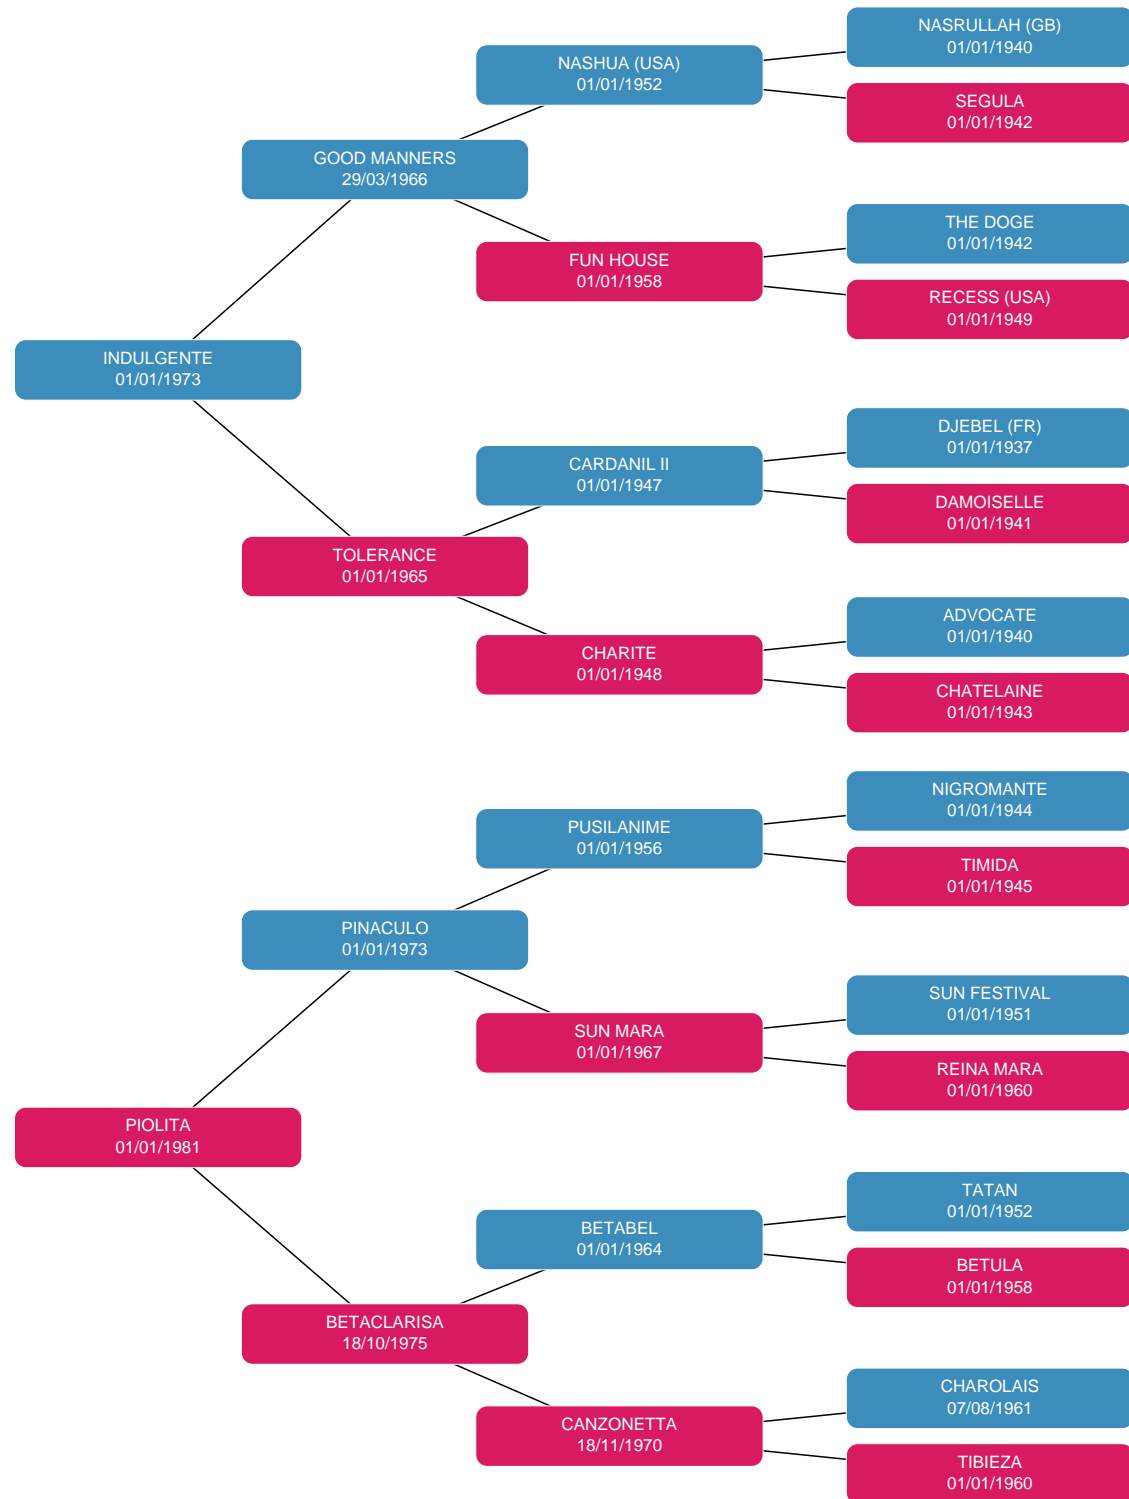 NASRULLAH (GB)
01/01/1940
NASHUA (USA)
01/01/1952
SEGULA
01/01/1942
GOOD MANNERS
29/03/1966
THE DOGE
01/01/1942
FUN HOUSE
01/01/1958
RECESS (USA)
01/01/1949
INDULGENTE
01/01/1973
DJEBEL (FR)
01/01/1937
CARDANIL II
01/01/1947
DAMOISELLE
01/01/1941
TOLERANCE
01/01/1965
ADVOCATE
01/01/1940
CHARITE
01/01/1948
CHATELAINE
01/01/1943
NIGROMANTE
01/01/1944
PUSILANIME
01/01/1956
TIMIDA
01/01/1945
PINACULO
01/01/1973
SUN FESTIVAL
01/01/1951
SUN MARA
01/01/1967
REINA MARA
01/01/1960
PIOLITA
01/01/1981
TATAN
01/01/1952
BETABEL
01/01/1964
BETULA
01/01/1958
BETACLARISA
18/10/1975
CHAROLAIS
07/08/1961
CANZONETTA
18/11/1970
TIBIEZA
01/01/1960